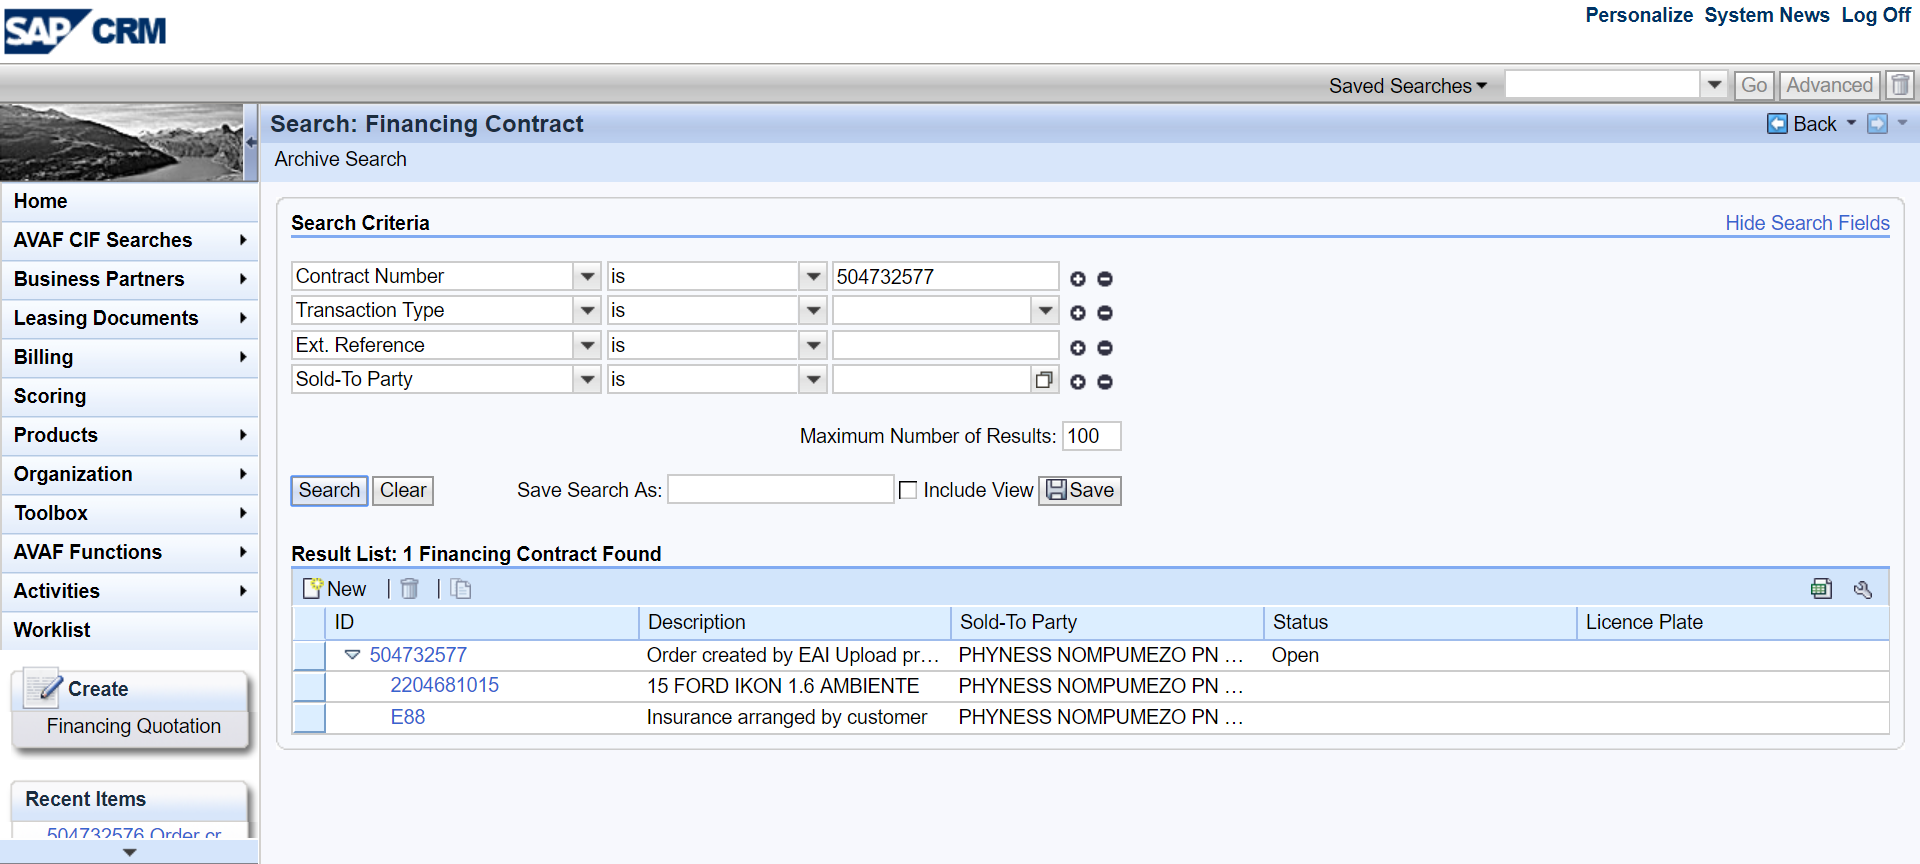 SAP CRM
Personalize System News Log Off
Saved Searches Go Advanced
Search: Financing Contract
Back
Archive Search
Home
AVAF CIF Searches
Business Partners
Leasing Documents
Billing
Scoring
Products
Organization
Toolbox
AVAF Functions
Activities
Worklist
Create
Financing Quotation
Recent Items
504732576 Order cr
Search Criteria
Hide Search Fields
Contract Number is 504732577
Transaction Type is
Ext. Reference is
Sold-To Party is
Maximum Number of Results: 100
Search Clear Save Search As: Include View Save
Result List: 1 Financing Contract Found
New
ID Description Sold-To Party Status Licence Plate
504732577 Order created by EAI Upload pr... PHYNESS NOMPUMEZO PN ... Open
2204681015 15 FORD IKON 1.6 AMBIENTE PHYNESS NOMPUMEZO PN ...
E88 Insurance arranged by customer PHYNESS NOMPUMEZO PN ...